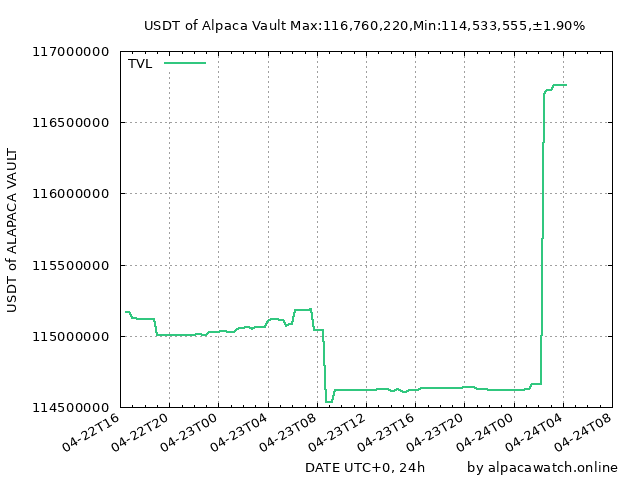 USDT of Alpaca Vault Max:116,760,220,Min:114,533,555,±1.90%
117000000
TVL
116500000
116000000
115500000
115000000
114500000
USDT of ALAPACA VAULT
04-22T16
04-22T20
04-23T00
04-23T04
04-23T08
04-23T12
04-23T16
04-23T20
04-24T00
04-24T04
04-24T08
DATE UTC+0, 24h
by alpacawatch.online